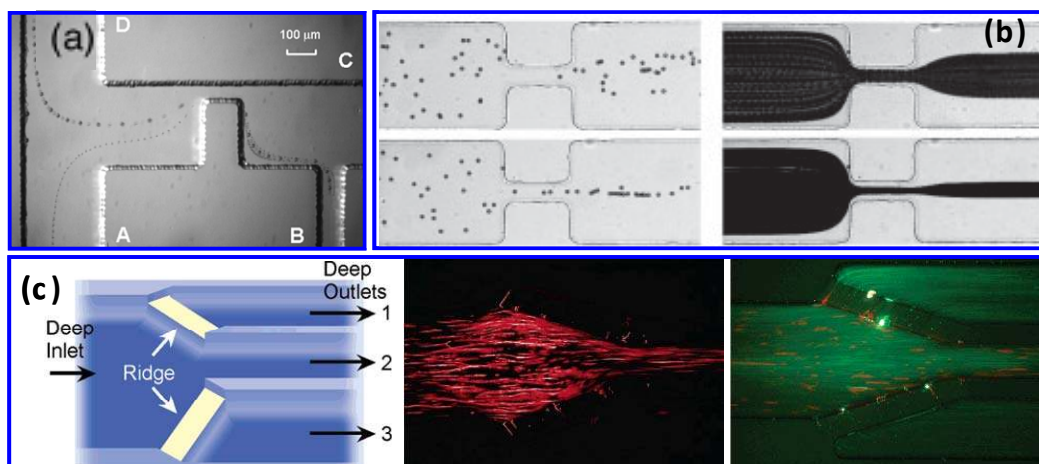 (a)
D
100 μm
C
A
B
(b)
(c)
Deep
Outlets
1
Deep
Inlet
2
Ridge
3